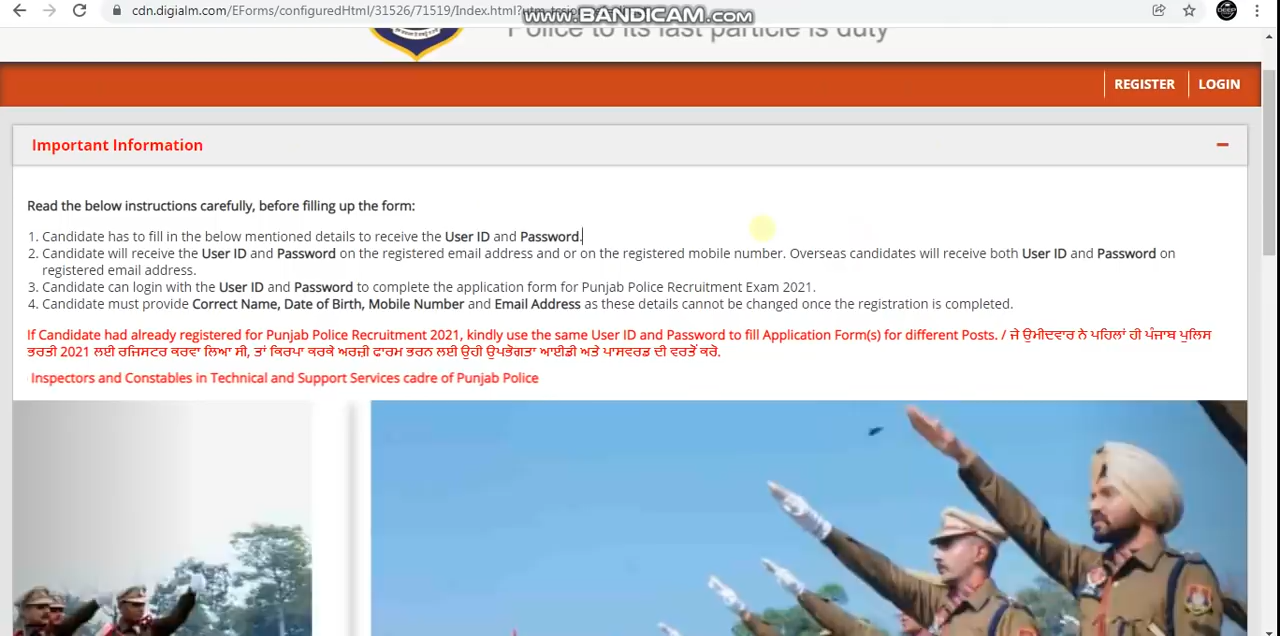 cdn.digialm.com/EForms/configuredHtml/31526/71519/Index.html?
www.BANDICAM.com
Police to its last particle is duty
REGISTER LOGIN
Important Information
Read the below instructions carefully, before filling up the form:
1. Candidate has to fill in the below mentioned details to receive the User ID and Password.
2. Candidate will receive the User ID and Password on the registered email address and or on the registered mobile number. Overseas candidates will receive both User ID and Password on
registered email address.
3. Candidate can login with the User ID and Password to complete the application form for Punjab Police Recruitment Exam 2021.
4. Candidate must provide Correct Name, Date of Birth, Mobile Number and Email Address as these details cannot be changed once the registration is completed.
If Candidate had already registered for Punjab Police Recruitment 2021, kindly use the same User ID and Password to fill Application Form(s) for different Posts. / ਜੇ ਉਮੀਦਵਾਰ ਨੇ ਪਹਿਲਾਂ ਹੀ ਪੰਜਾਬ ਪੁਲਿਸ
ਭਰਤੀ 2021 ਲਈ ਰਜਿਸਟਰ ਕਰਵਾ ਲਿਆ ਸੀ, ਤਾਂ ਕਿਰਪਾ ਕਰਕੇ ਅਰਜ਼ੀ ਫਾਰਮ ਭਰਨ ਲਈ ਉਹੀ ਉਪਭੋਗਤਾ ਆਈਡੀ ਅਤੇ ਪਾਸਵਰਡ ਦੀ ਵਰਤੋਂ ਕਰੋ.
Inspectors and Constables in Technical and Support Services cadre of Punjab Police